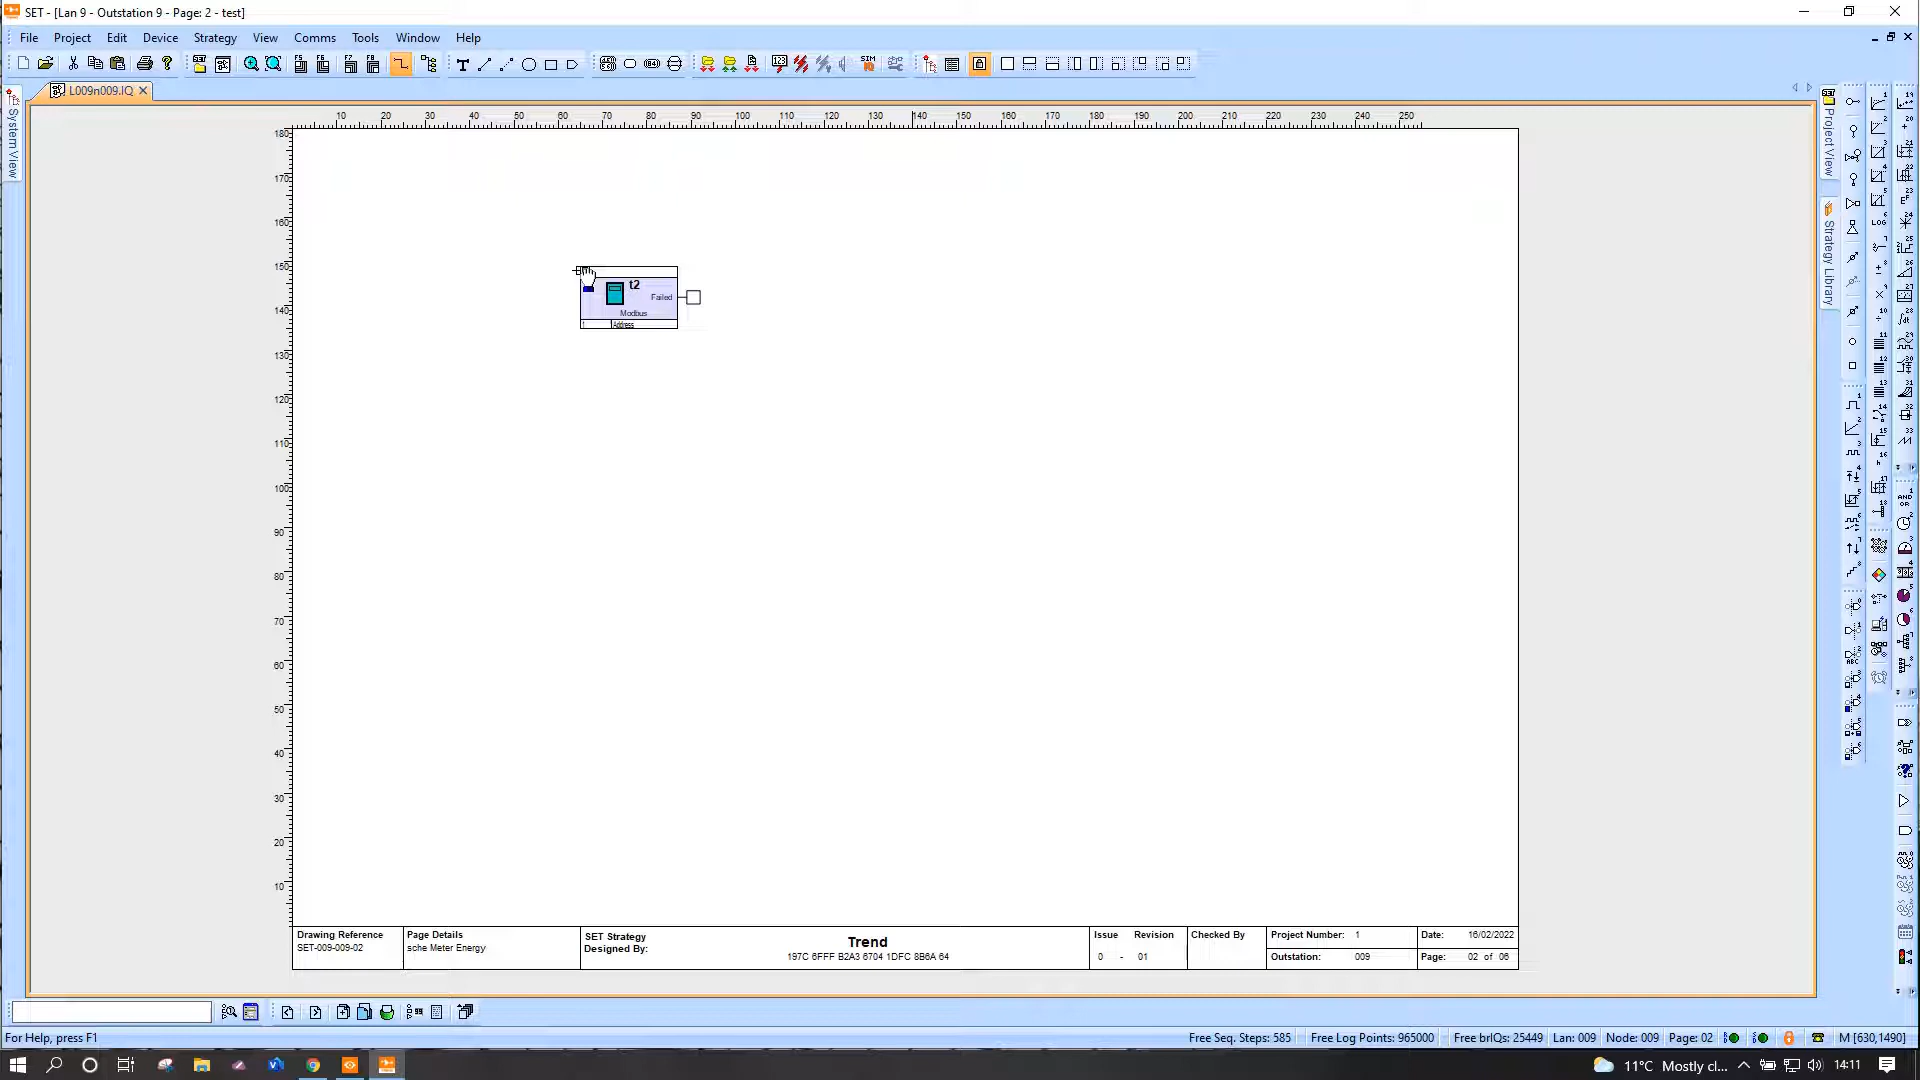 SET - [Lan 9 - Outstation 9 - Page: 2 - test]
File Project Edit Device Strategy View Comms Tools Window Help
L009n009.IQ
System View
Project View
Strategy Library
10 20 30 40 50 60 70 80 90 100 110 120 130 140 150 160 170 180 190 200 210 220 230 240 250
180
170
160
150
140
130
120
110
100
90
80
70
60
50
40
30
20
10
t2
Failed
Modbus
1 Address
Drawing Reference
SET-009-009-02
Page Details
sche Meter Energy
SET Strategy
Designed By:
Trend
197C 6FFF B2A3 6704 1DFC 8B6A 64
Issue Revision
0 - 01
Checked By
Project Number: 1
Outstation: 009
Date: 16/02/2022
Page: 02 of 06
For Help, press F1
Free Seq. Steps: 585 Free Log Points: 965000 Free brIQs: 25449 Lan: 009 Node: 009 Page: 02 M [630,1490]
11°C Mostly cl... 14:11